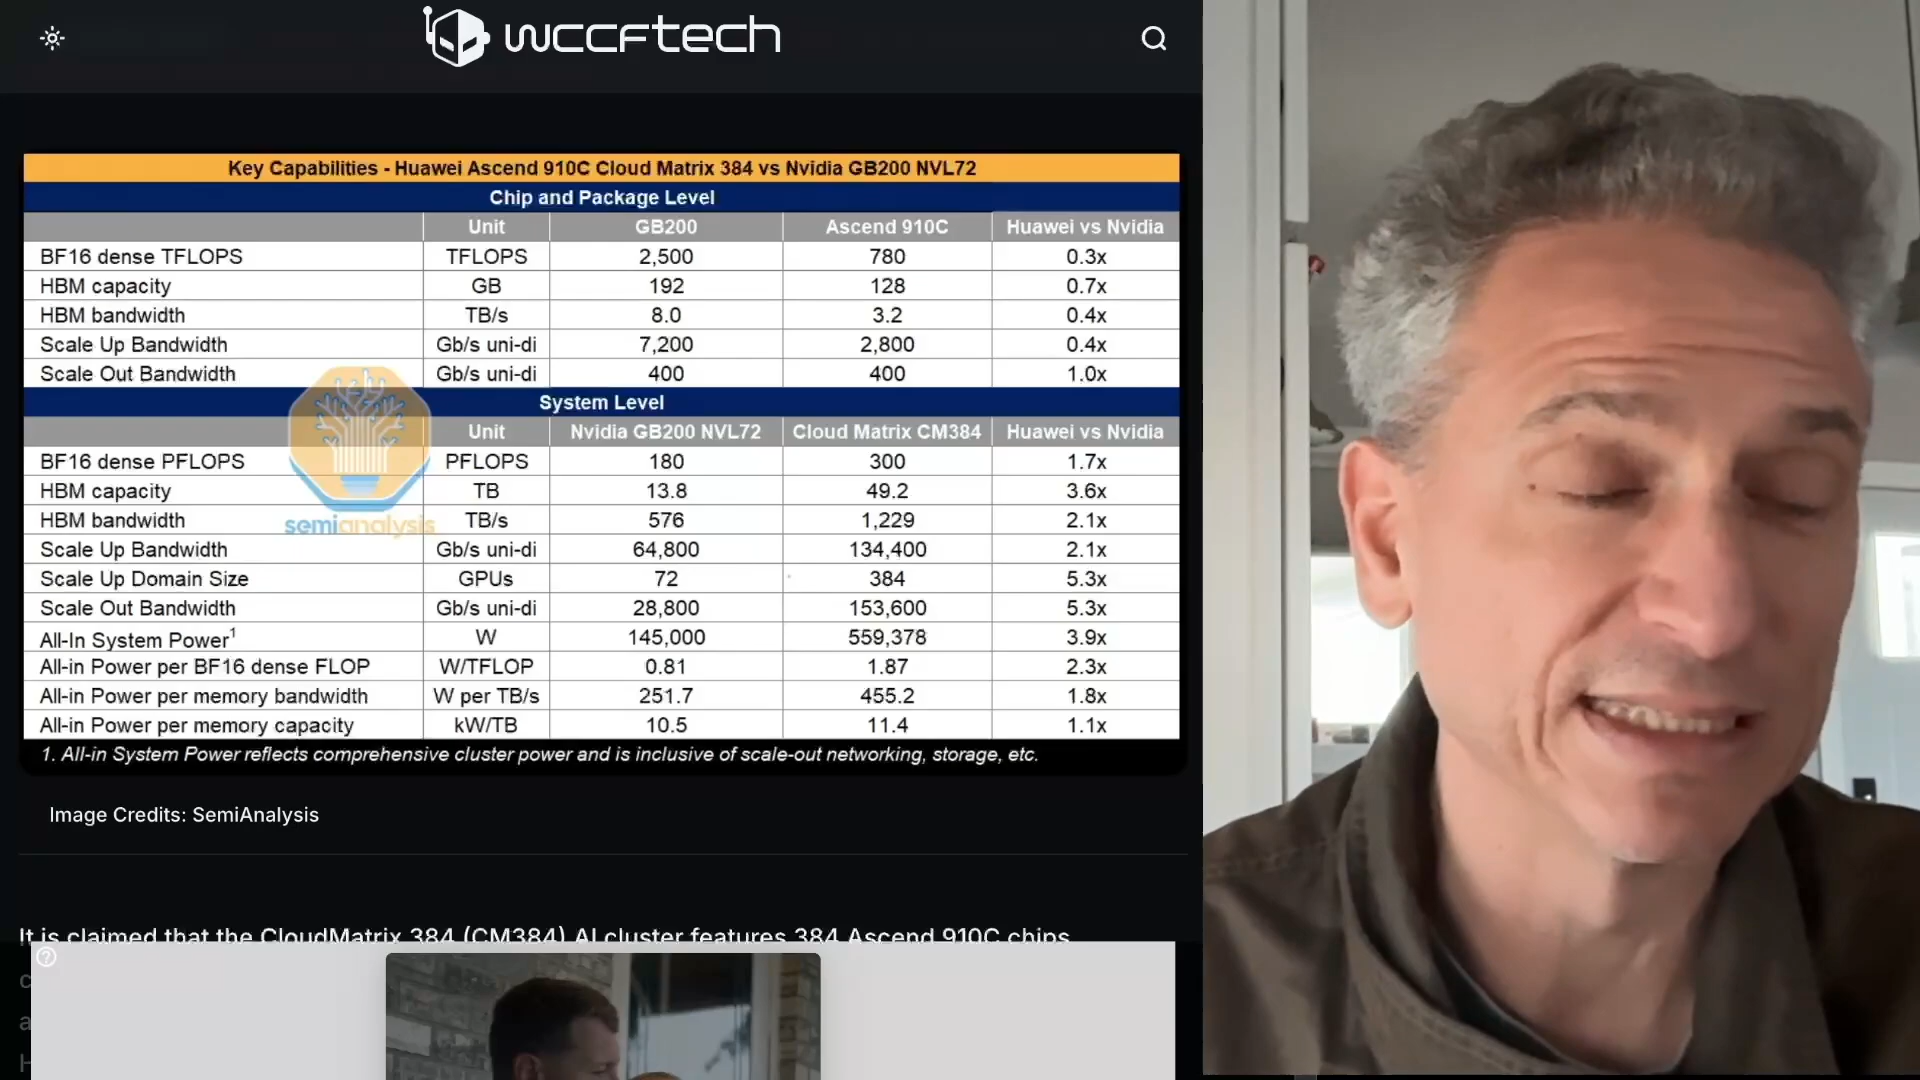 wccftech
Key Capabilities - Huawei Ascend 910C Cloud Matrix 384 vs Nvidia GB200 NVL72
Chip and Package Level
Unit GB200 Ascend 910C Huawei vs Nvidia
BF16 dense TFLOPS TFLOPS 2,500 780 0.3x
HBM capacity GB 192 128 0.7x
HBM bandwidth TB/s 8.0 3.2 0.4x
Scale Up Bandwidth Gb/s uni-di 7,200 2,800 0.4x
Scale Out Bandwidth Gb/s uni-di 400 400 1.0x
System Level
Unit Nvidia GB200 NVL72 Cloud Matrix CM384 Huawei vs Nvidia
BF16 dense PFLOPS PFLOPS 180 300 1.7x
HBM capacity TB 13.8 49.2 3.6x
HBM bandwidth TB/s 576 1,229 2.1x
semianalysis
Scale Up Bandwidth Gb/s uni-di 64,800 134,400 2.1x
Scale Up Domain Size GPUs 72 384 5.3x
Scale Out Bandwidth Gb/s uni-di 28,800 153,600 5.3x
All-In System Power1 W 145,000 559,378 3.9x
All-in Power per BF16 dense FLOP W/TFLOP 0.81 1.87 2.3x
All-in Power per memory bandwidth W per TB/s 251.7 455.2 1.8x
All-in Power per memory capacity kW/TB 10.5 11.4 1.1x
1. All-in System Power reflects comprehensive cluster power and is inclusive of scale-out networking, storage, etc.
Image Credits: SemiAnalysis
It is claimed that the CloudMatrix 384 (CM384) AI cluster features 384 Ascend 910C chips